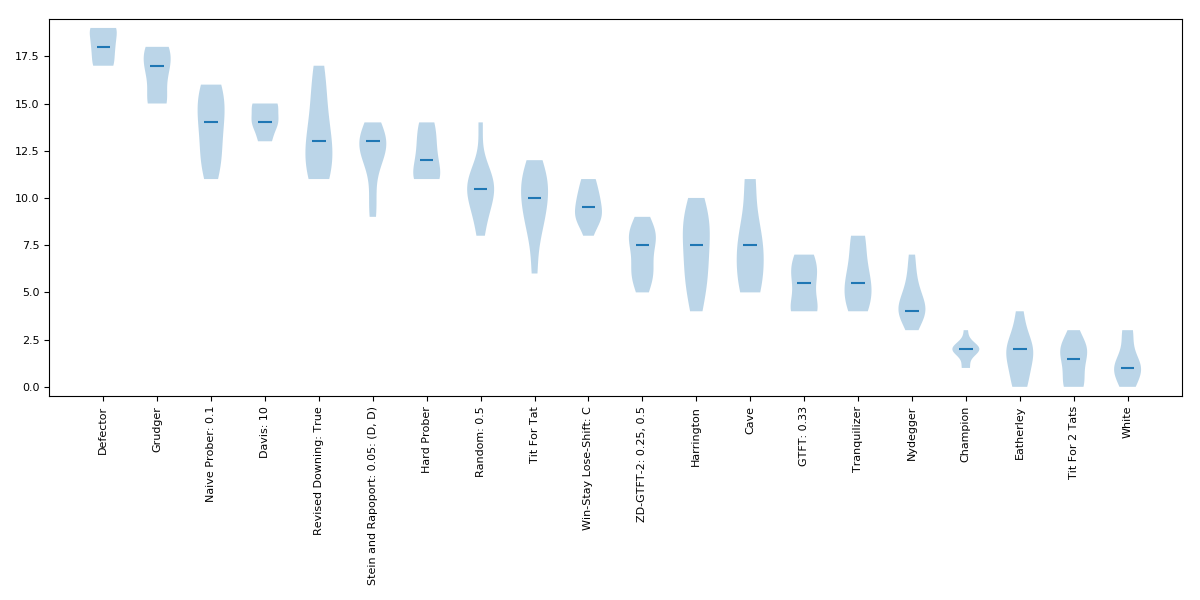 17.5
15.0
12.5
10.0
7.5
5.0
2.5
0.0
Defector
Grudger
Naive Prober: 0.1
Davis: 10
Revised Downing: True
Stein and Rapoport: 0.05: (D, D)
Hard Prober
Random: 0.5
Tit For Tat
Win-Stay Lose-Shift: C
ZD-GTFT-2: 0.25, 0.5
Harrington
Cave
GTFT: 0.33
Tranquilizer
Nydegger
Champion
Eatherley
Tit For 2 Tats
White